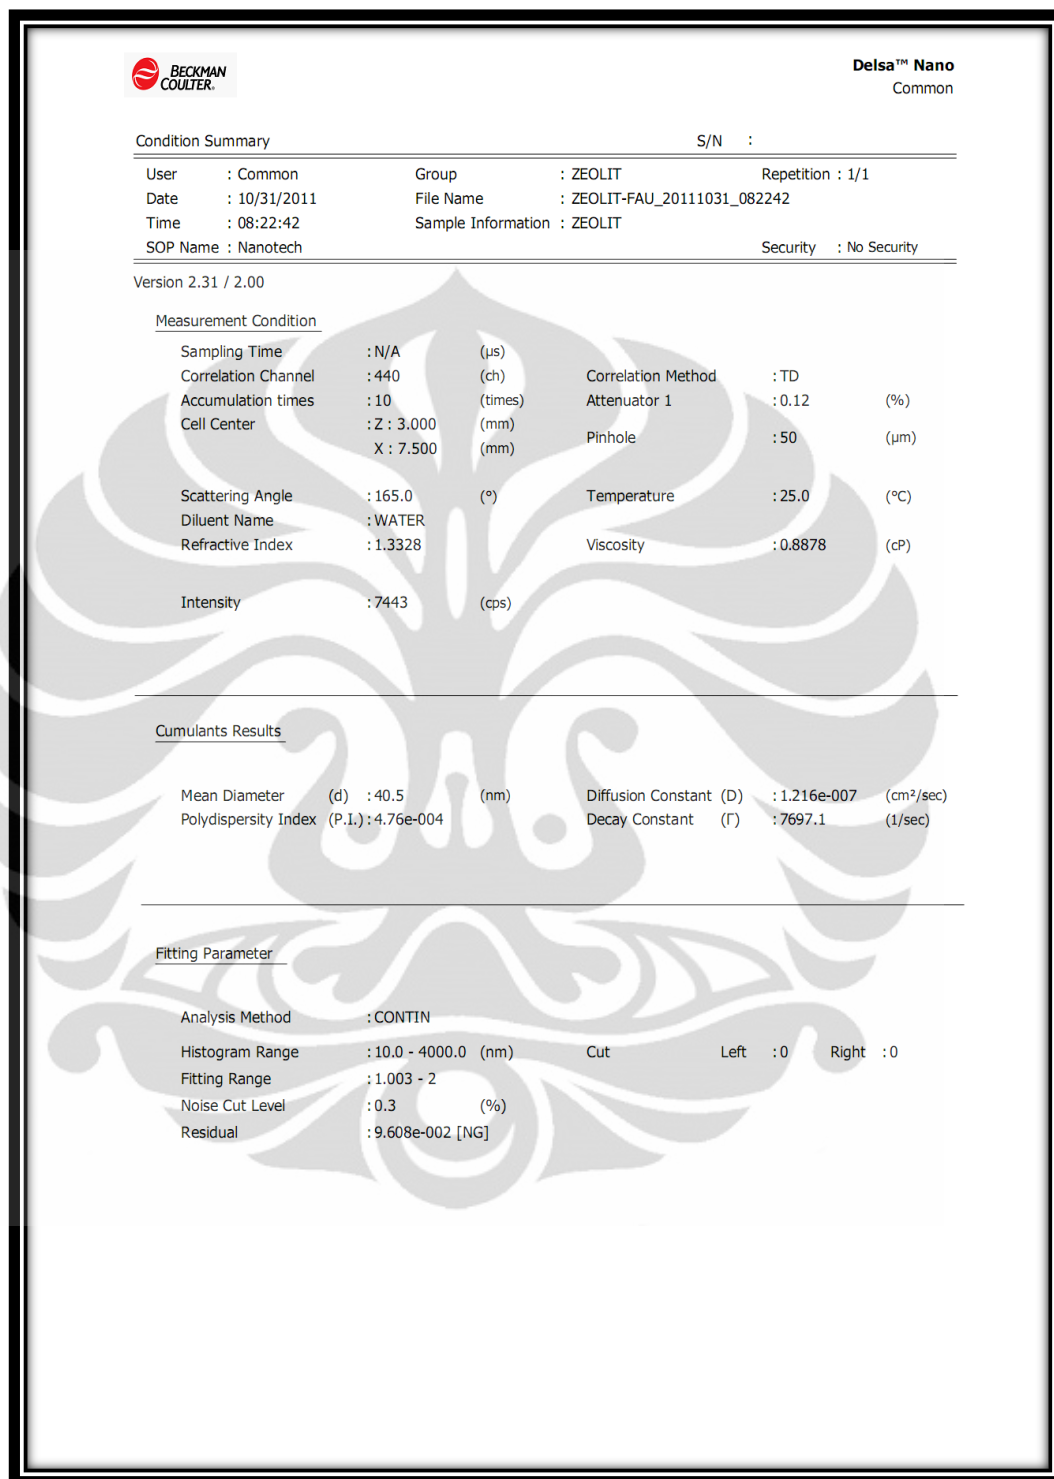 BECKMAN
COULTER®
Delsa™ Nano
Common
Condition Summary S/N :
User : Common Group : ZEOLIT Repetition : 1/1
Date : 10/31/2011 File Name : ZEOLIT-FAU_20111031_082242
Time : 08:22:42 Sample Information : ZEOLIT
SOP Name : Nanotech Security : No Security
Version 2.31 / 2.00
Measurement Condition
Sampling Time : N/A (µs)
Correlation Channel : 440 (ch) Correlation Method : TD
Accumulation times : 10 (times) Attenuator 1 : 0.12 (%)
Cell Center : Z : 3.000 (mm)
Pinhole : 50 (µm)
X : 7.500 (mm)
Scattering Angle : 165.0 (°) Temperature : 25.0 (°C)
Diluent Name : WATER
Refractive Index : 1.3328 Viscosity : 0.8878 (cP)
Intensity : 7443 (cps)
Cumulants Results
Mean Diameter (d) : 40.5 (nm) Diffusion Constant (D) : 1.216e-007 (cm²/sec)
Polydispersity Index (P.I.) : 4.76e-004 Decay Constant (Γ) : 7697.1 (1/sec)
Fitting Parameter
Analysis Method : CONTIN
Histogram Range : 10.0 - 4000.0 (nm) Cut Left : 0 Right : 0
Fitting Range : 1.003 - 2
Noise Cut Level : 0.3 (%)
Residual : 9.608e-002 [NG]